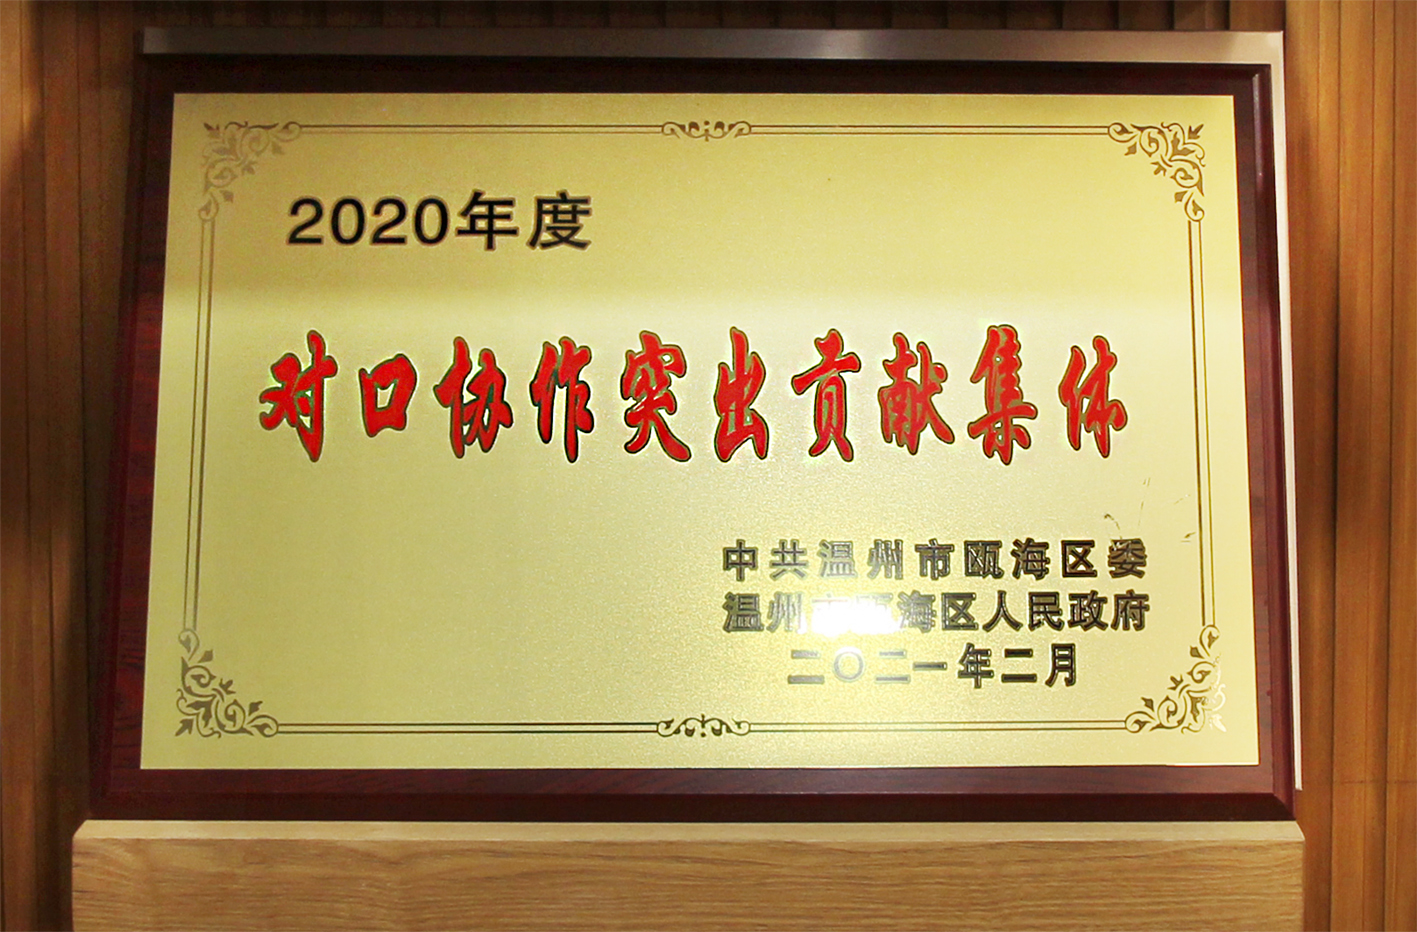 2020年度
对口协作突出贡献集体
中共温州市瓯海区委
温州市瓯海区人民政府
二〇二一年二月